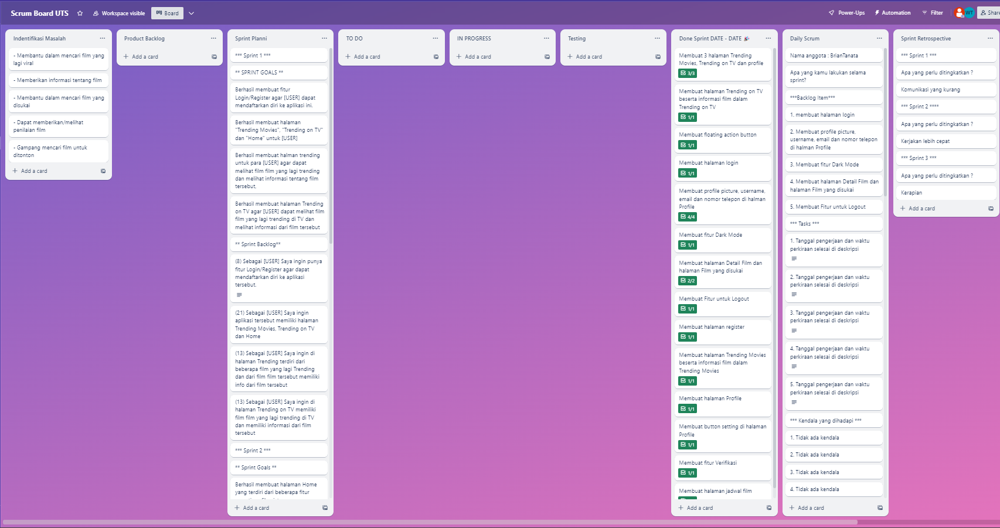 Scrum Board UTS
Workspace visible
Board
Power-Ups
Automation
Filter
WT
Share
Indentifikasi Masalah
- Membantu dalam mencari film yang
lagi viral
- Memberikan informasi tentang film
- Membantu dalam mencari film yang
disukai
- Dapat memberikan/melihat
penilaian film
- Gampang mencari film untuk
ditonton
Add a card
Product Backlog
Add a card
Sprint Planni
*** Sprint 1 ***
** SPRINT GOALS **
Berhasil membuat fitur
Login/Register agar [USER] dapat
mendaftarkan diri ke aplikasi ini.
Berhasil membuat halaman
"Trending Movies", "Trending on TV"
dan "Home" untuk [USER]
Berhasil membuat halman trending
untuk para [USER] agar dapat
melihat film film yang lagi trending
dan melihat informasi tentang film
tersebut,
Berhasil membuat halaman Trending
on TV agar [USER] dapat melihat film
film yang lagi trending di TV dan
melihat informasi dari film tersebut
** Sprint Backlog**
(8) Sebagai [USER] Saya ingin punya
fitur Login/Register agar dapat
mendaftarkan diri ke aplikasi
tersebut.
(21) Sebagai [USER] Saya ingin
aplikasi tersebut memiliki halaman
Trending Movies, Trending on TV
dan Home
(13) Sebagai [USER] Saya ingin di
halaman Trending terdiri dari
beberapa film yang lagi Trending
dan dari film film tersebut memiliki
info dari film tersebut
(13) Sebagai [USER] Saya ingin di
halaman Trending on TV memiliki
film film yang lagi trending di TV
dan memiliki informasi dari film
tersebut
*** Sprint 2 ***
** Sprint Goals **
Berhasil membuat halaman Home
yang terdiri dari beberapa fitur
Add a card
TO DO
Add a card
IN PROGRESS
Add a card
Testing
Add a card
Done Sprint DATE - DATE 🎉
Membuat 3 halaman Trending
Movies, Trending on TV dan profile
3/3
Membuat halaman Trending on TV
beserta informasi film dalam
Trending on TV
1/1
Membuat floating action button
1/1
Membuat halaman login
1/1
Membuat profile picture, username,
email dan nomor telepon di halman
Profile
4/4
Membuat fitur Dark Mode
1/1
Membuat halaman Detail Film dan
halaman Film yang disukai
2/2
Membuat Fitur untuk Logout
1/1
Membuat halaman register
1/1
Membuat halaman Trending Movies
beserta informasi film dalam
Trending Movies
1/1
Membuat halaman Profile
1/1
Membuat button setting di halaman
Profile
1/1
Membuat fitur Verifikasi
1/1
Membuat halaman jadwal film
Add a card
Daily Scrum
Nama anggota : BrianTanata
Apa yang kamu lakukan selama
sprint?
***Backlog Item***
1. membuat halaman login
2. Membuat profile picture,
username, email dan nomor telepon
di halman Profile
3. Membuat fitur Dark Mode
4. Membuat halaman Detail Film dan
halaman Film yang disukai
5. Membuat Fitur untuk Logout
*** Tasks ***
1. Tanggal pengerjaan dan waktu
perkiraan selesai di deskripsi
2. Tanggal pengerjaan dan waktu
perkiraan selesai di deskripsi
3. Tanggal pengerjaan dan waktu
perkiraan selesai di deskripsi
4. Tanggal pengerjaan dan waktu
perkiraan selesai di deskripsi
5. Tanggal pengerjaan dan waktu
perkiraan selesai di deskripsi
*** Kendala yang dihadapi ***
1. Tidak ada kendala
2. Tidak ada kendala
3. Tidak ada kendala
4. Tidak ada kendala
Add a card
Sprint Retrospective
*** Sprint 1 ***
Apa yang perlu ditingkatkan ?
Komunikasi yang kurang
*** Sprint 2 ****
Apa yang perlu ditingkatkan ?
Kerjakan lebih cepat
*** Sprint 3 ***
Apa yang perlu ditingkatkan ?
Kerapian
Add a card